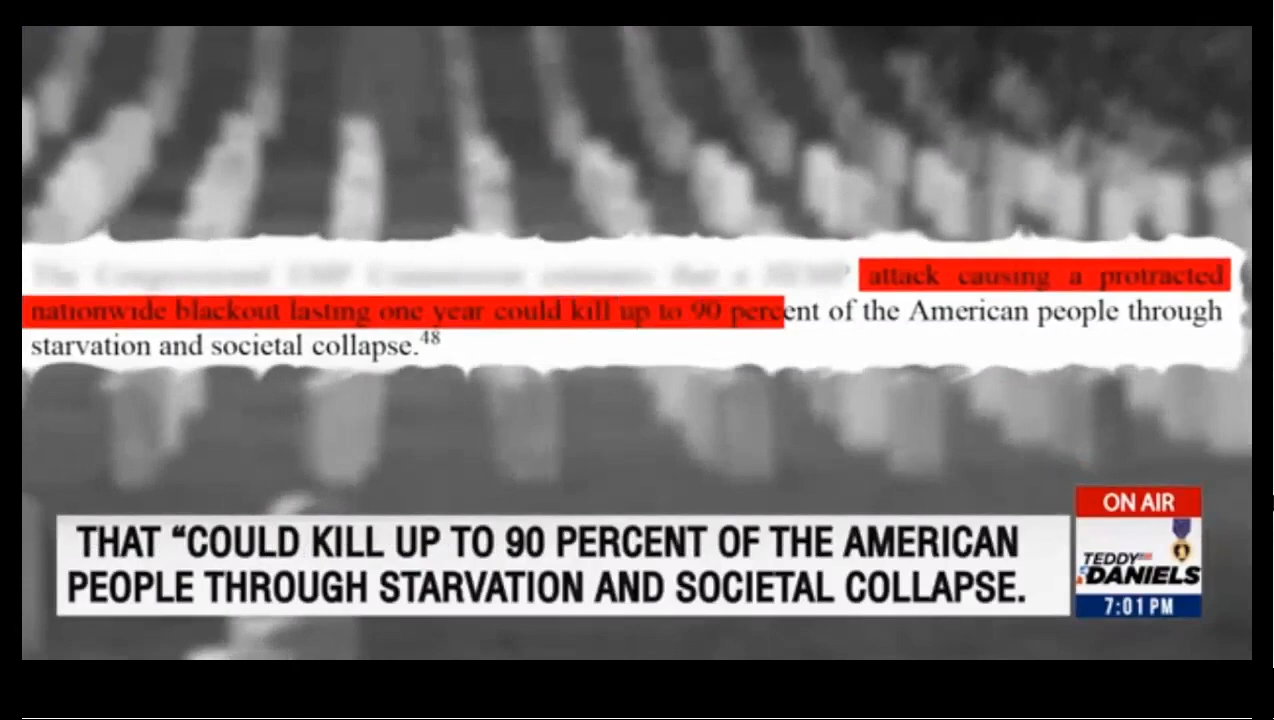 attack causing a protracted
nationwide blackout lasting one year could kill up to 90 percent of the American people through
starvation and societal collapse.48
THAT “COULD KILL UP TO 90 PERCENT OF THE AMERICAN
PEOPLE THROUGH STARVATION AND SOCIETAL COLLAPSE.
ON AIR
TEDDY
DANIELS
7:01 PM